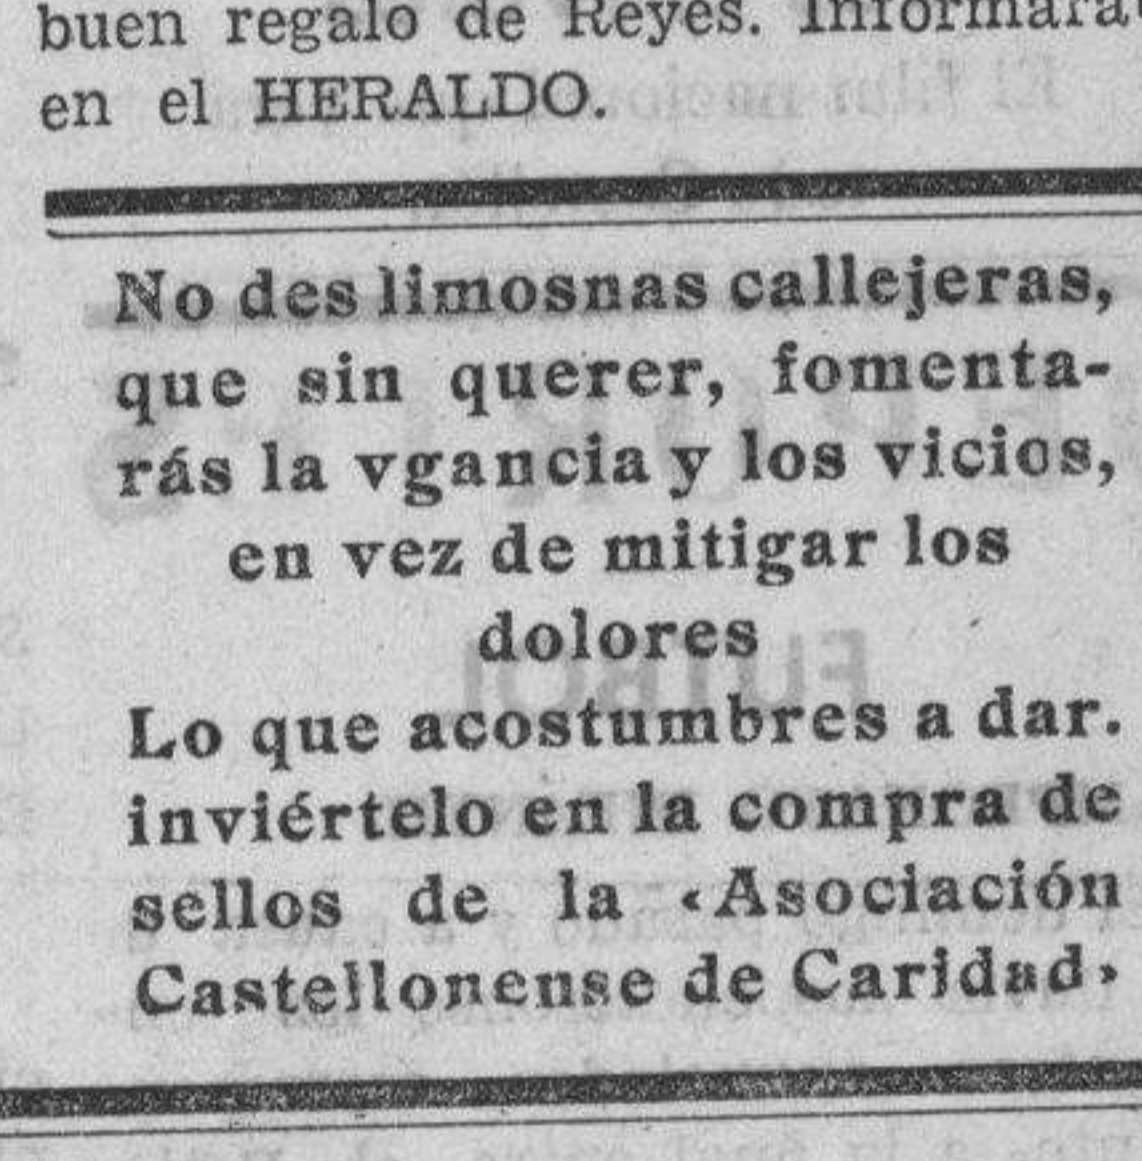 buen regalo de Reyes. Informará
en el HERALDO.
No des limosnas callejeras,
que sin querer, fomenta-
rás la vgancia y los vicios,
en vez de mitigar los
dolores
Lo que acostumbres a dar.
inviértelo en la compra de
sellos de la «Asociación
Castellonense de Caridad»